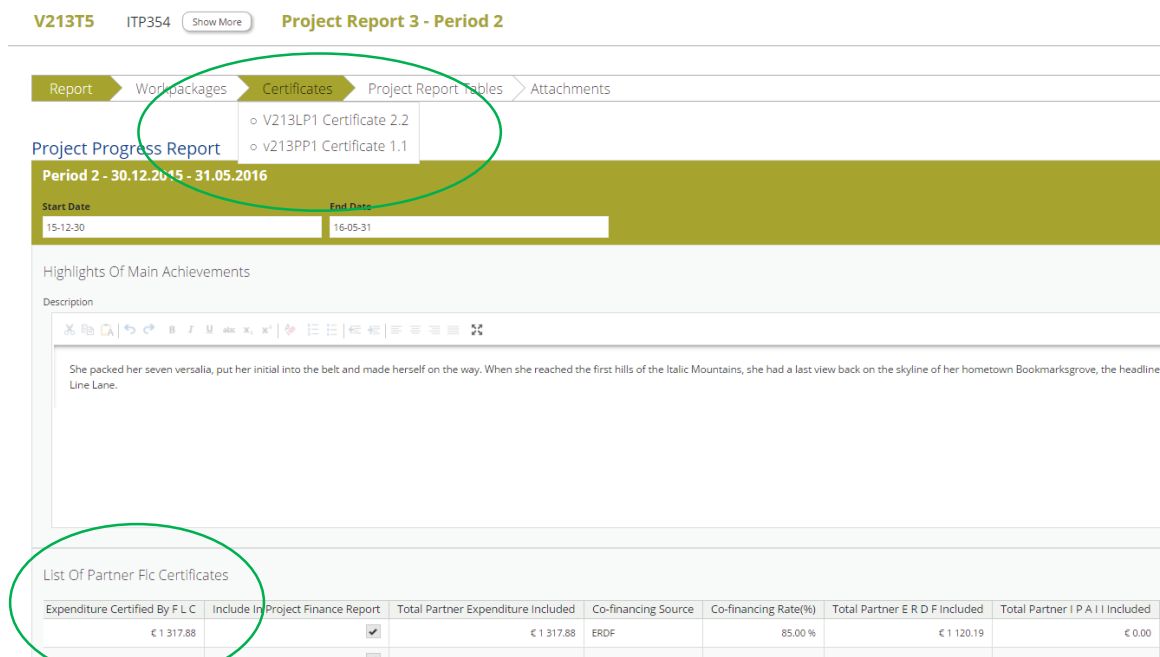 V213T5 ITP354 Show More Project Report 3 - Period 2
Report Workpackages Certificates Project Report Tables Attachments
V213LP1 Certificate 2.2
v213PP1 Certificate 1.1
Project Progress Report
Period 2 - 30.12.2015 - 31.05.2016
Start Date End Date
15-12-30 16-05-31
Highlights Of Main Achievements
Description
She packed her seven versalia, put her initial into the belt and made herself on the way. When she reached the first hills of the Italic Mountains, she had a last view back on the skyline of her hometown Bookmarksgrove, the headline
Line Lane.
List Of Partner Flc Certificates
Expenditure Certified By F L C Include In Project Finance Report Total Partner Expenditure Included Co-financing Source Co-financing Rate(%) Total Partner E R D F Included Total Partner I P A I I Included
€ 1 317.88 € 1 317.88 ERDF 85.00 % € 1 120.19 € 0.00